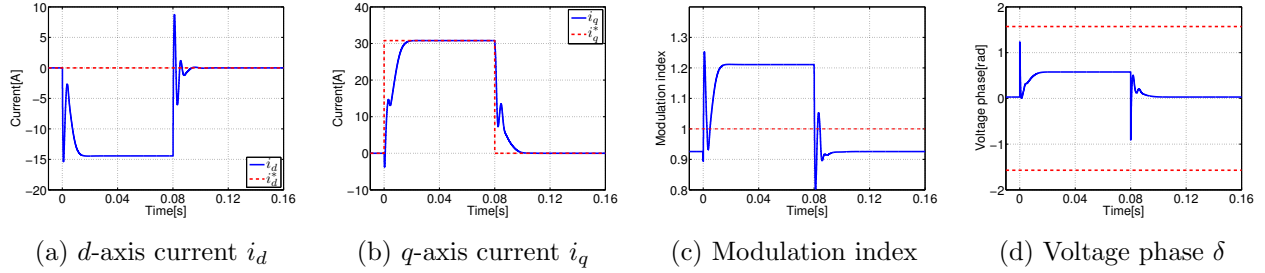 10
5
0
−5
−10
−15
−20
Current[A]
0 0.04 0.08 0.12 0.16
Time[s]
i_d
i_d^*
(a) d-axis current i_d
40
30
20
10
0
−10
Current[A]
0 0.04 0.08 0.12 0.16
Time[s]
i_q
i_q^*
(b) q-axis current i_q
1.4
1.3
1.2
1.1
1
0.9
0.8
Modulation index
0 0.04 0.08 0.12 0.16
Time[s]
(c) Modulation index
2
1
0
−1
−2
Voltage phase[rad]
0 0.04 0.08 0.12 0.16
Time[s]
(d) Voltage phase δ